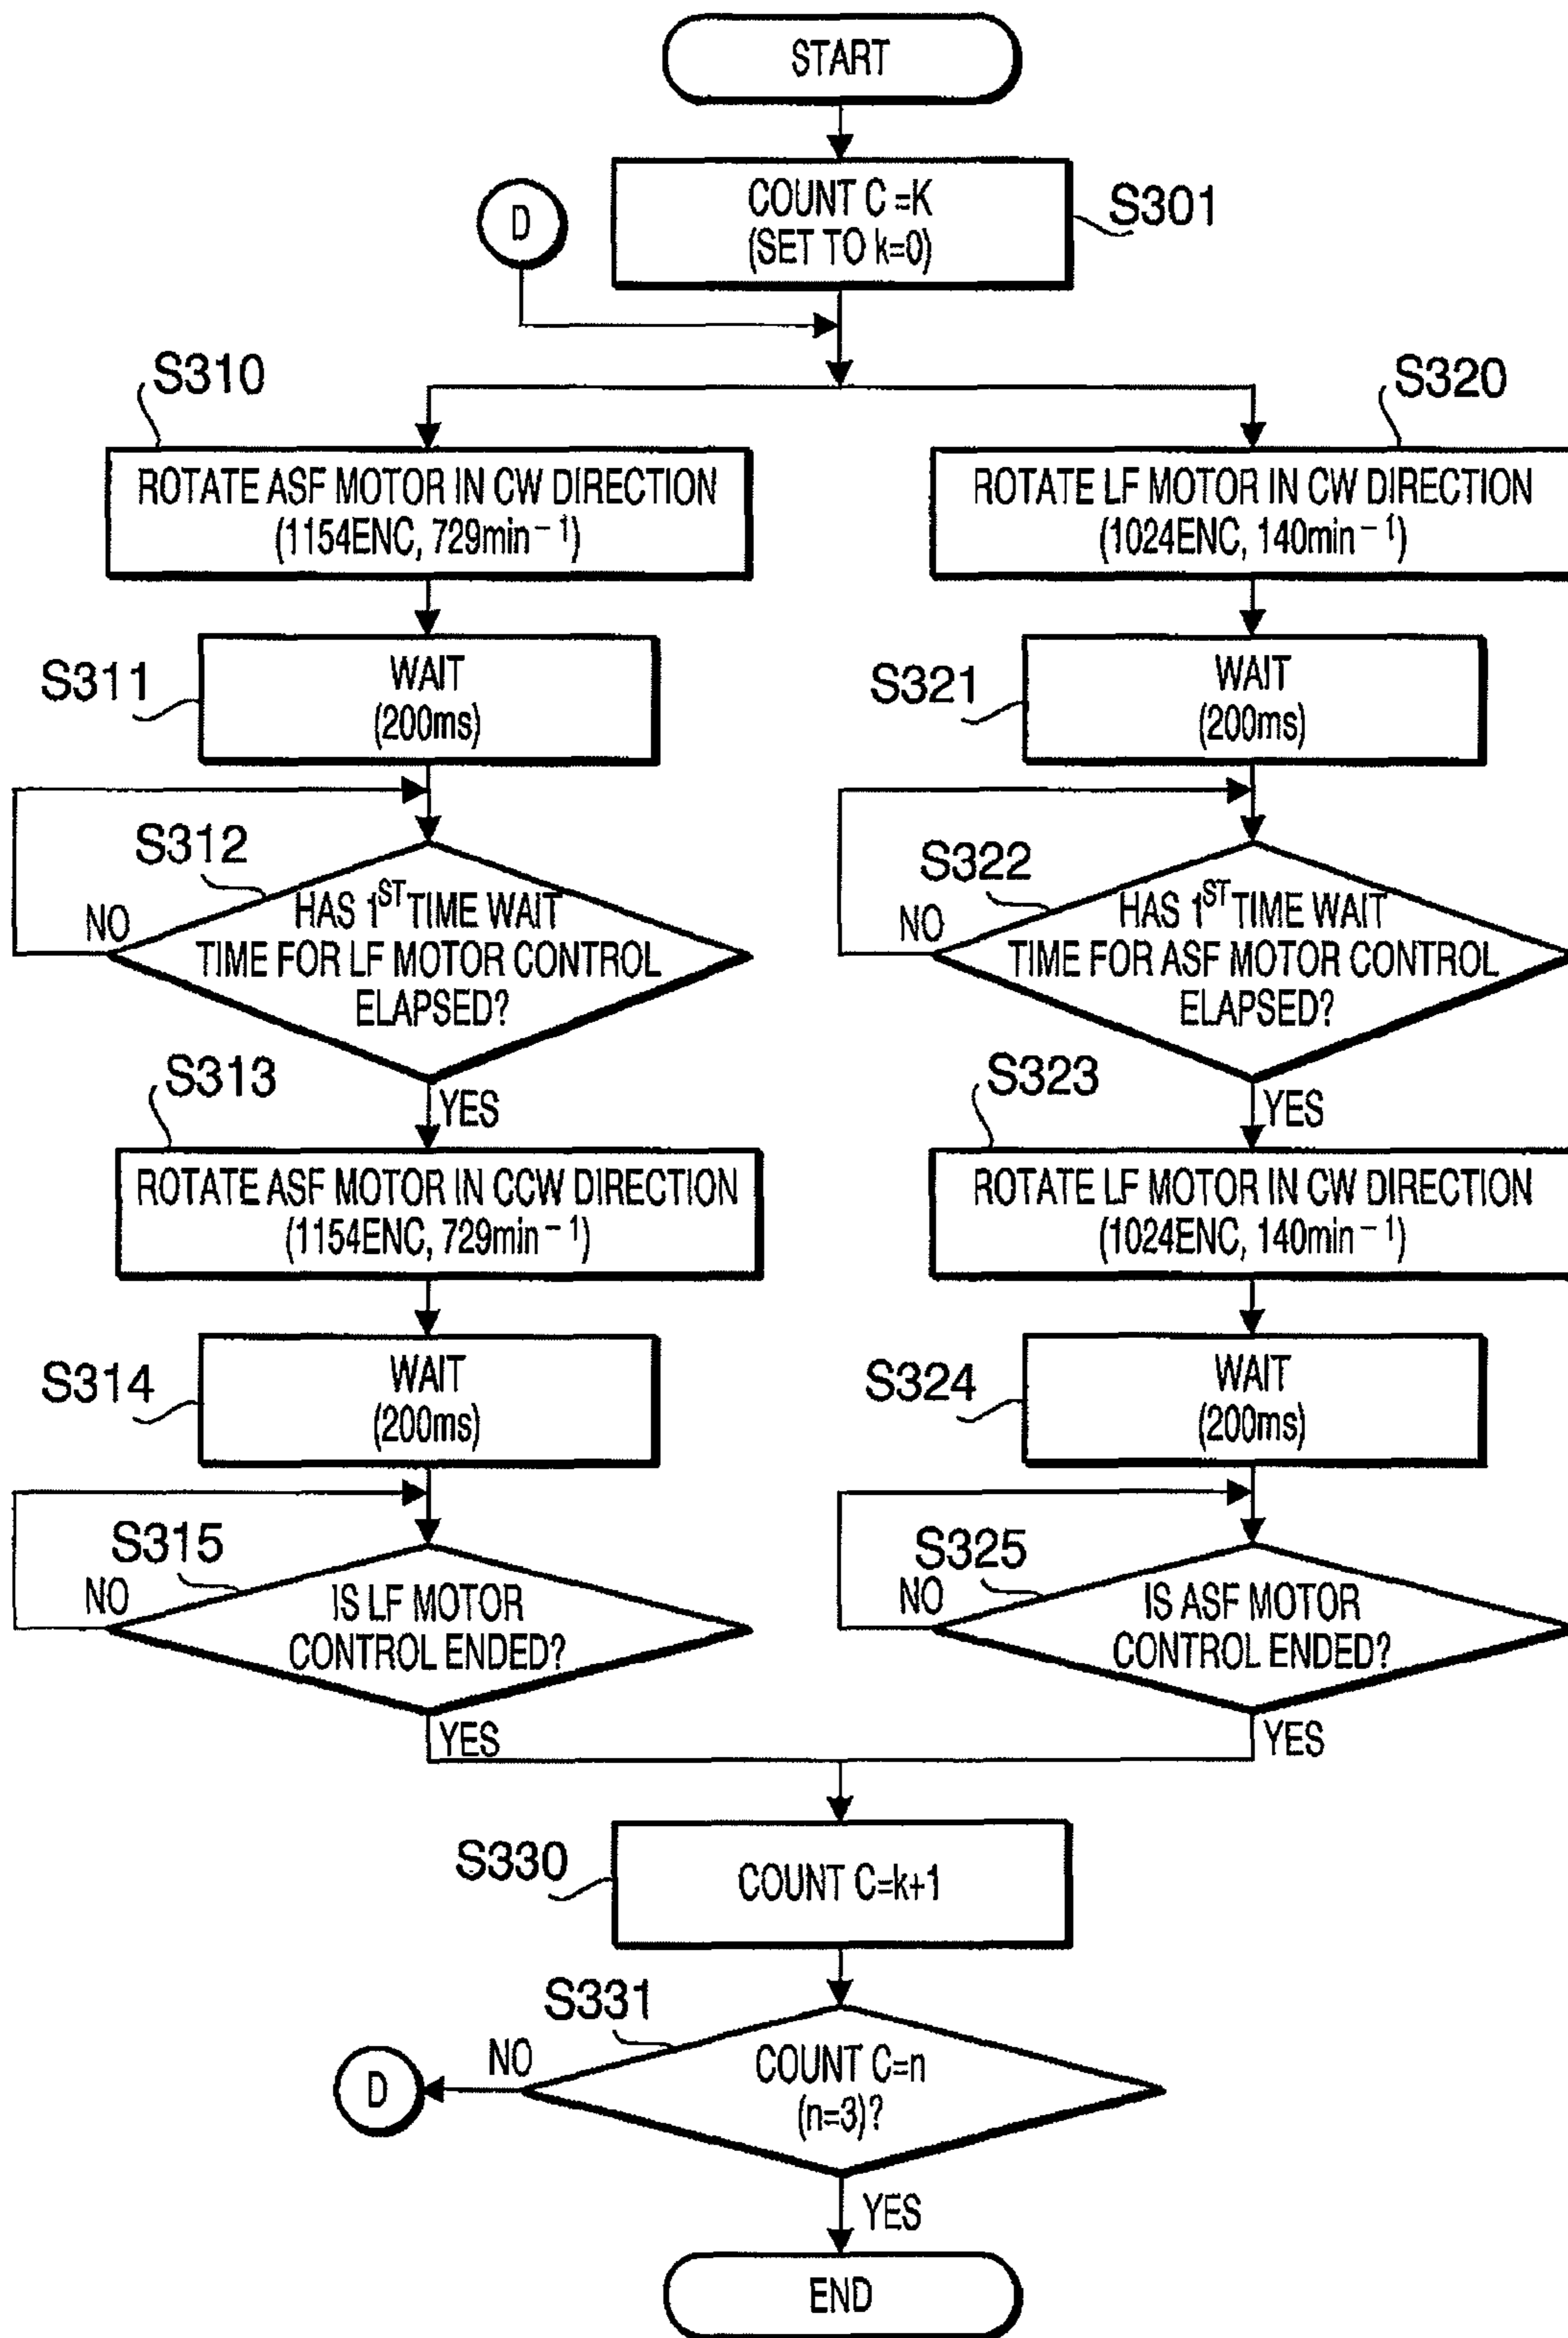 START
COUNT C =K
(SET TO k=0)
S301
D
S310
S320
ROTATE ASF MOTOR IN CW DIRECTION
(1154ENC, 729min⁻¹)
ROTATE LF MOTOR IN CW DIRECTION
(1024ENC, 140min⁻¹)
S311
WAIT
(200ms)
S321
WAIT
(200ms)
S312
NO
HAS 1ST TIME WAIT
TIME FOR LF MOTOR CONTROL
ELAPSED?
YES
S322
NO
HAS 1ST TIME WAIT
TIME FOR ASF MOTOR CONTROL
ELAPSED?
YES
S313
S323
ROTATE ASF MOTOR IN CCW DIRECTION
(1154ENC, 729min⁻¹)
ROTATE LF MOTOR IN CW DIRECTION
(1024ENC, 140min⁻¹)
S314
WAIT
(200ms)
S324
WAIT
(200ms)
S315
NO
IS LF MOTOR
CONTROL ENDED?
YES
S325
NO
IS ASF MOTOR
CONTROL ENDED?
YES
S330
COUNT C=k+1
S331
NO
D
COUNT C=n
(n=3)?
YES
END